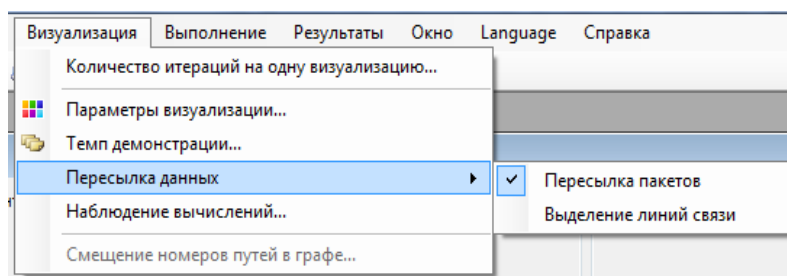 Визуализация Выполнение Результаты Окно Language Справка
Количество итераций на одну визуализацию...
Параметры визуализации...
Темп демонстрации...
Пересылка данных
Пересылка пакетов
Наблюдение вычислений...
Выделение линий связи
Смещение номеров путей в графе...